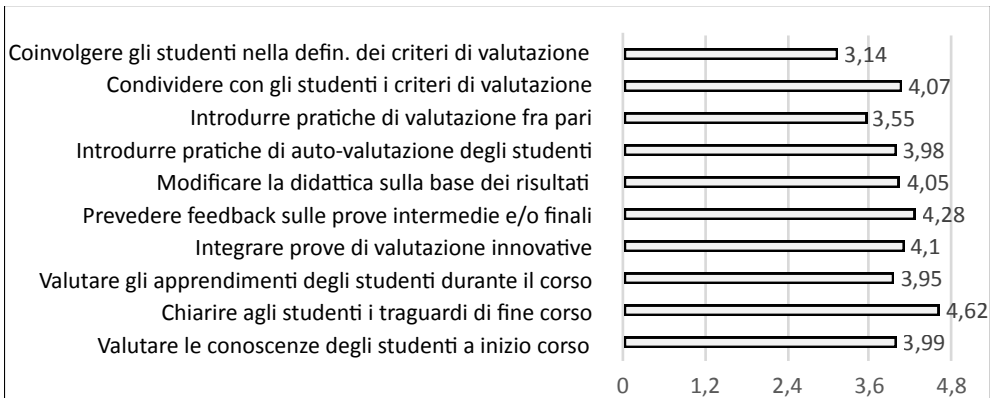 Coinvolgere gli studenti nella defin. dei criteri di valutazione 3,14
Condividere con gli studenti i criteri di valutazione 4,07
Introdurre pratiche di valutazione fra pari 3,55
Introdurre pratiche di auto-valutazione degli studenti 3,98
Modificare la didattica sulla base dei risultati 4,05
Prevedere feedback sulle prove intermedie e/o finali 4,28
Integrare prove di valutazione innovative 4,1
Valutare gli apprendimenti degli studenti durante il corso 3,95
Chiarire agli studenti i traguardi di fine corso 4,62
Valutare le conoscenze degli studenti a inizio corso 3,99
0 1,2 2,4 3,6 4,8